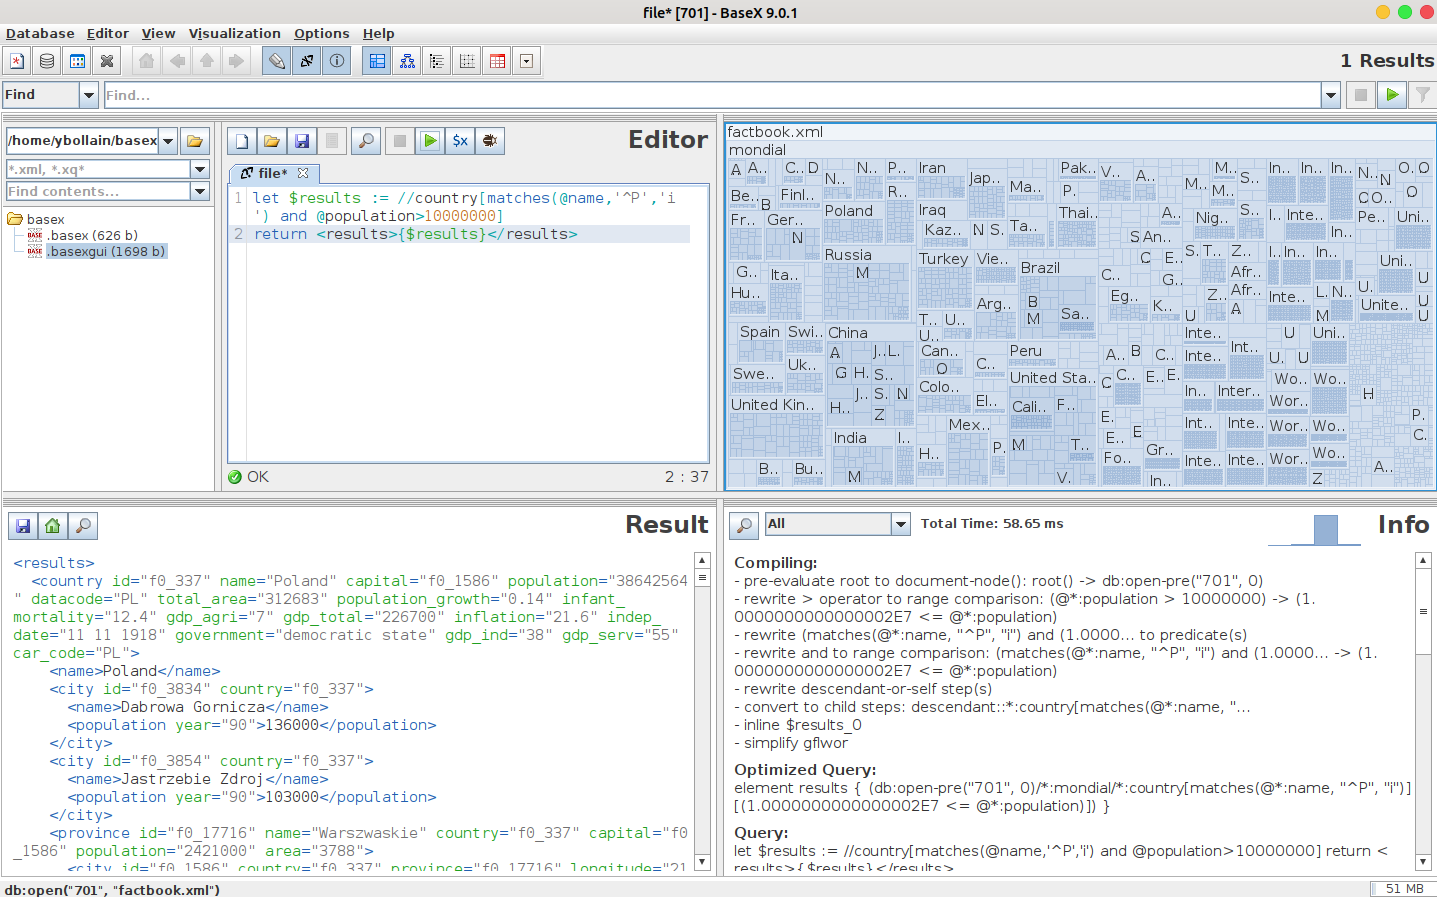 file* [701] - BaseX 9.0.1
Database Editor View Visualization Options Help
1 Results
Find Find...
/home/ybollain/basex
*.xml, *.xq*
Find contents...
basex
.basex (626 b)
.basexgui (1698 b)
Editor
$x
file*
1 let $results := //country[matches(@name,'^P','i
') and @population>10000000]
2 return <results>{$results}</results>
OK 2 : 37
factbook.xml
mondial
A A.. C.. D N.. P.. Iran Pak.. V.. M.. In.. In.. O.. O
Be.. Finl.. R.. Jap.. Ma.. P.. A.. M.. S..
Fr.. B Ger.. Poland Iraq Thai.. Nig.. Inte.. Pe.. Uni..
N Kaz.. N S. Ta.. S An.. In..
G.. Ita.. Russia Turkey Vie.. Brazil C.. E.. S. T.. Z.. Uni..
Hu.. M Arg.. B M Sa.. Eg.. K.. Afr.. Inte.. Unite..
Spain Swi.. China T.. U.. U.. Inte.. U Uni..
Swe.. Uk.. A J.. L. Can.. C.. Peru A.. B C.. Inte.. Int..
G H. S.. O Colo.. United Sta.. C.. E.. E.. Wo.. Wo..
United Kin.. J.. S. N El.. Cali.. F.. In.. Inter.. Wor.. H
H.. Z Mex.. E. Int.. Inte.. Wor.. Wo.. P.. C.
India I.. H.. P. M T.. E.. E Gr.. Wor.. Wo..
B.. Bu.. M V. Fo.. In.. Inte.. Inte.. Z A..
Result
<results>
<country id="f0_337" name="Poland" capital="f0_1586" population="38642564
" datacode="PL" total_area="312683" population_growth="0.14" infant_
mortality="12.4" gdp_agri="7" gdp_total="226700" inflation="21.6" indep_
date="11 11 1918" government="democratic state" gdp_ind="38" gdp_serv="55"
car_code="PL">
<name>Poland</name>
<city id="f0_3834" country="f0_337">
<name>Dabrowa Gornicza</name>
<population year="90">136000</population>
</city>
<city id="f0_3854" country="f0_337">
<name>Jastrzebie Zdroj</name>
<population year="90">103000</population>
</city>
<province id="f0_17716" name="Warszwaskie" country="f0_337" capital="f0
_1586" population="2421000" area="3788">
<city id="f0_1586" country="f0_337" province="f0_17716" longitude="21
All Total Time: 58.65 ms Info
Compiling:
- pre-evaluate root to document-node(): root() -> db:open-pre("701", 0)
- rewrite > operator to range comparison: (@*:population > 10000000) -> (1.
0000000000000002E7 <= @*:population)
- rewrite (matches(@*:name, "^P", "i") and (1.0000... to predicate(s)
- rewrite and to range comparison: (matches(@*:name, "^P", "i") and (1.0000... -> (1.
0000000000000002E7 <= @*:population)
- rewrite descendant-or-self step(s)
- convert to child steps: descendant::*:country[matches(@*:name, "...
- inline $results_0
- simplify gflwor
Optimized Query:
element results { (db:open-pre("701", 0)/*:mondial/*:country[matches(@*:name, "^P", "i")]
[(1.0000000000000002E7 <= @*:population)]) }
Query:
let $results := //country[matches(@name,'^P','i') and @population>10000000] return <
results>{$results}</results>
db:open("701", "factbook.xml")
51 MB